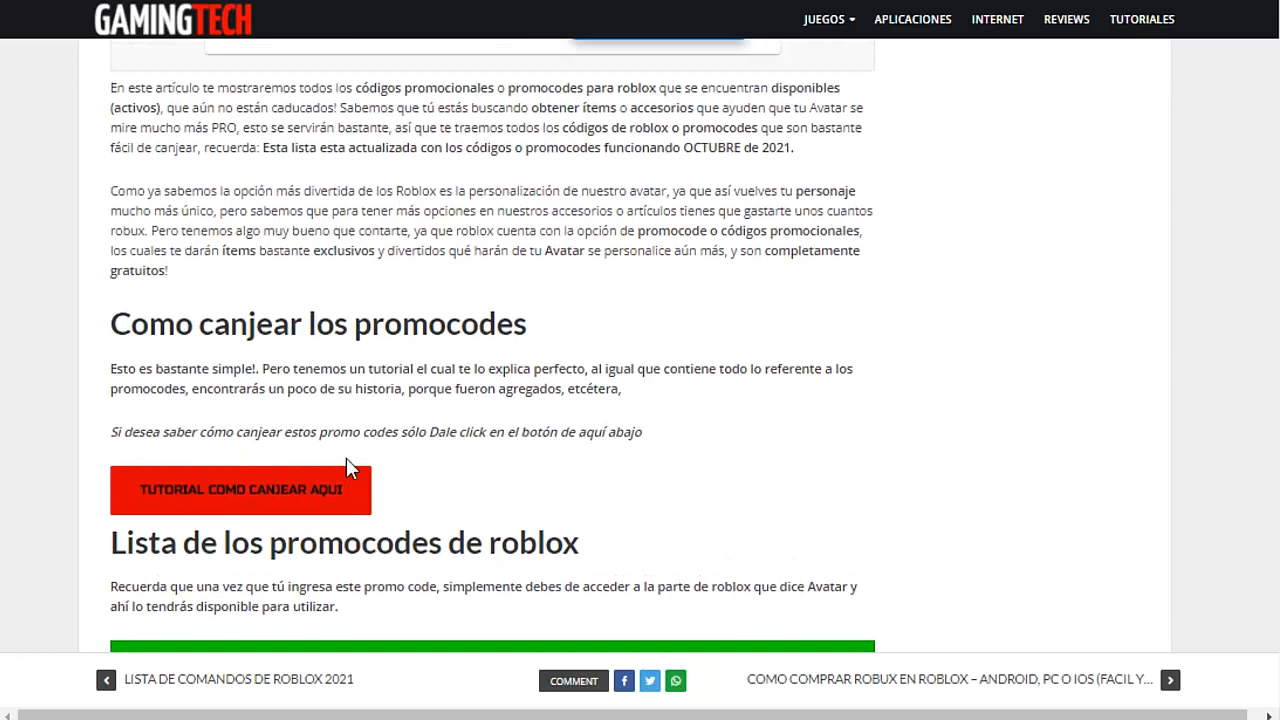 GAMINGTECH
JUEGOS
APLICACIONES
INTERNET
REVIEWS
TUTORIALES
En este artículo te mostraremos todos los códigos promocionales o promocodes para roblox que se encuentran disponibles
(activos), que aún no están caducados! Sabemos que tú estás buscando obtener ítems o accesorios que ayuden que tu Avatar se
mire mucho más PRO, esto se servirán bastante, así que te traemos todos los códigos de roblox o promocodes que son bastante
fácil de canjear, recuerda: Esta lista esta actualizada con los códigos o promocodes funcionando OCTUBRE de 2021.
Como ya sabemos la opción más divertida de los Roblox es la personalización de nuestro avatar, ya que así vuelves tu personaje
mucho más único, pero sabemos que para tener más opciones en nuestros accesorios o artículos tienes que gastarte unos cuantos
robux. Pero tenemos algo muy bueno que contarte, ya que roblox cuenta con la opción de promocode o códigos promocionales,
los cuales te darán ítems bastante exclusivos y divertidos qué harán de tu Avatar se personalice aún más, y son completamente
gratuitos!
Como canjear los promocodes
Esto es bastante simple!. Pero tenemos un tutorial el cual te lo explica perfecto, al igual que contiene todo lo referente a los
promocodes, encontrarás un poco de su historia, porque fueron agregados, etcétera,
Si desea saber cómo canjear estos promo codes sólo Dale click en el botón de aquí abajo
TUTORIAL COMO CANJEAR AQUI
Lista de los promocodes de roblox
Recuerda que una vez que tú ingresa este promo code, simplemente debes de acceder a la parte de roblox que dice Avatar y
ahí lo tendrás disponible para utilizar.
LISTA DE COMANDOS DE ROBLOX 2021
COMMENT
COMO COMPRAR ROBUX EN ROBLOX – ANDROID, PC O IOS (FACIL Y...